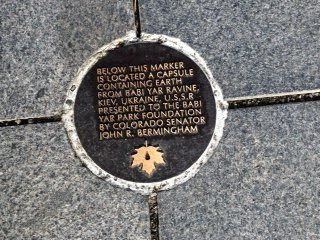 BELOW THIS MARKER
IS LOCATED A CAPSULE
CONTAINING EARTH
FROM BABI YAR RAVINE,
KIEV, UKRAINE, U.S.S.R.
PRESENTED TO THE BABI
YAR PARK FOUNDATION
BY COLORADO SENATOR
JOHN R. BERMINGHAM